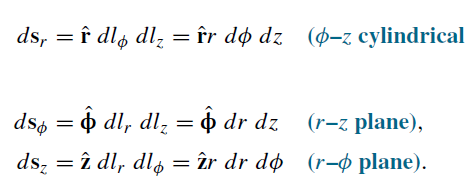 ds_r = r̂ dl_ϕ dl_z = r̂r dϕ dz (ϕ–z cylindrical
ds_ϕ = ϕ̂ dl_r dl_z = ϕ̂ dr dz (r–z plane),
ds_z = ẑ dl_r dl_ϕ = ẑr dr dϕ (r–ϕ plane).